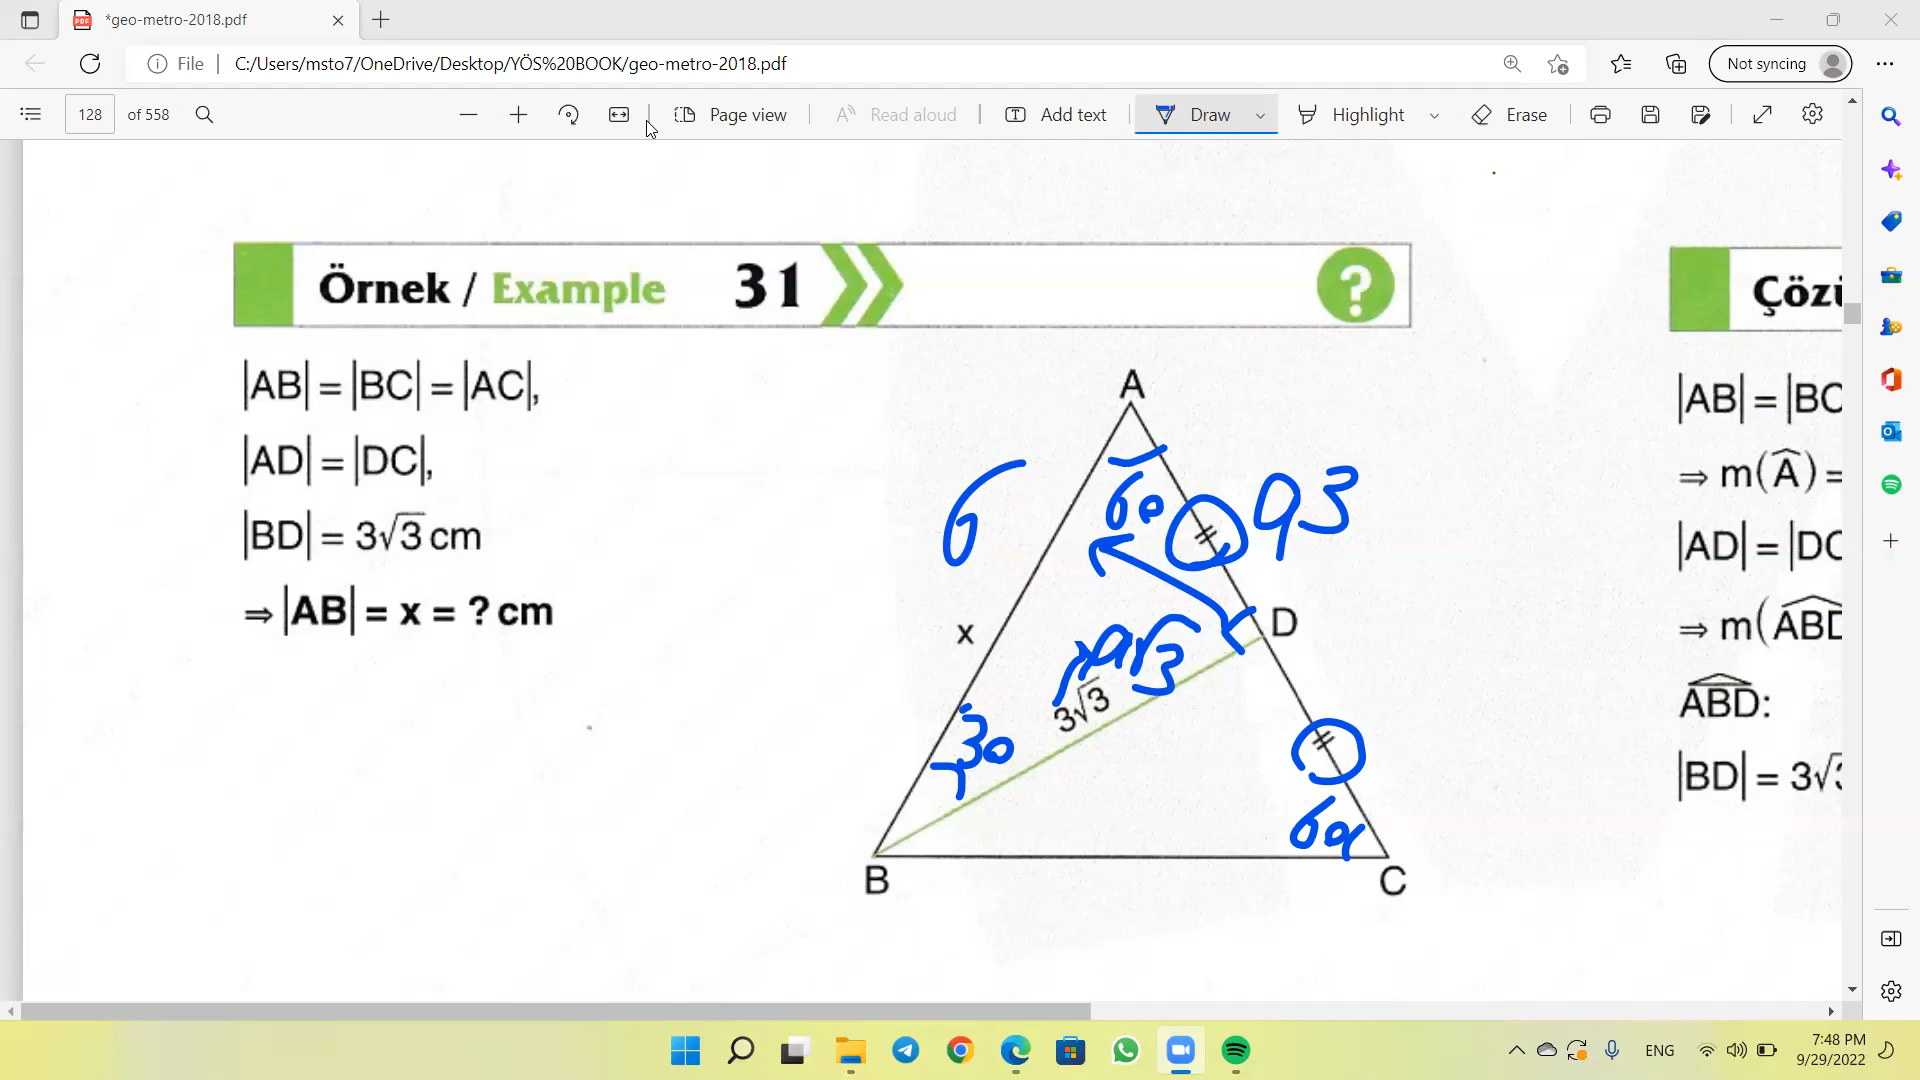 *geo-metro-2018.pdf
File
C:/Users/msto7/OneDrive/Desktop/YÖS%20BOOK/geo-metro-2018.pdf
Not syncing
128 of 558
Page view
Read aloud
Add text
Draw
Highlight
Erase
Örnek / Example 31
?
Çözü
|AB| = |BC| = |AC|,
|AD| = |DC|,
|BD| = 3√3 cm
⇒ |AB| = x = ? cm
A
6
60
a3
D
x
a√3
3√3
30
60
B
C
|AB| = |BC
⇒ m(A) =
|AD| = |DC
⇒ m(ABD
ABD:
|BD| = 3√3
ENG
7:48 PM
9/29/2022